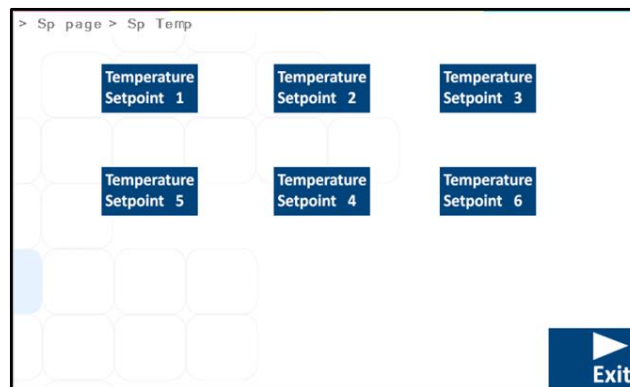 > Sp page > Sp Temp
Temperature
Setpoint 1
Temperature
Setpoint 2
Temperature
Setpoint 3
Temperature
Setpoint 5
Temperature
Setpoint 4
Temperature
Setpoint 6
Exit